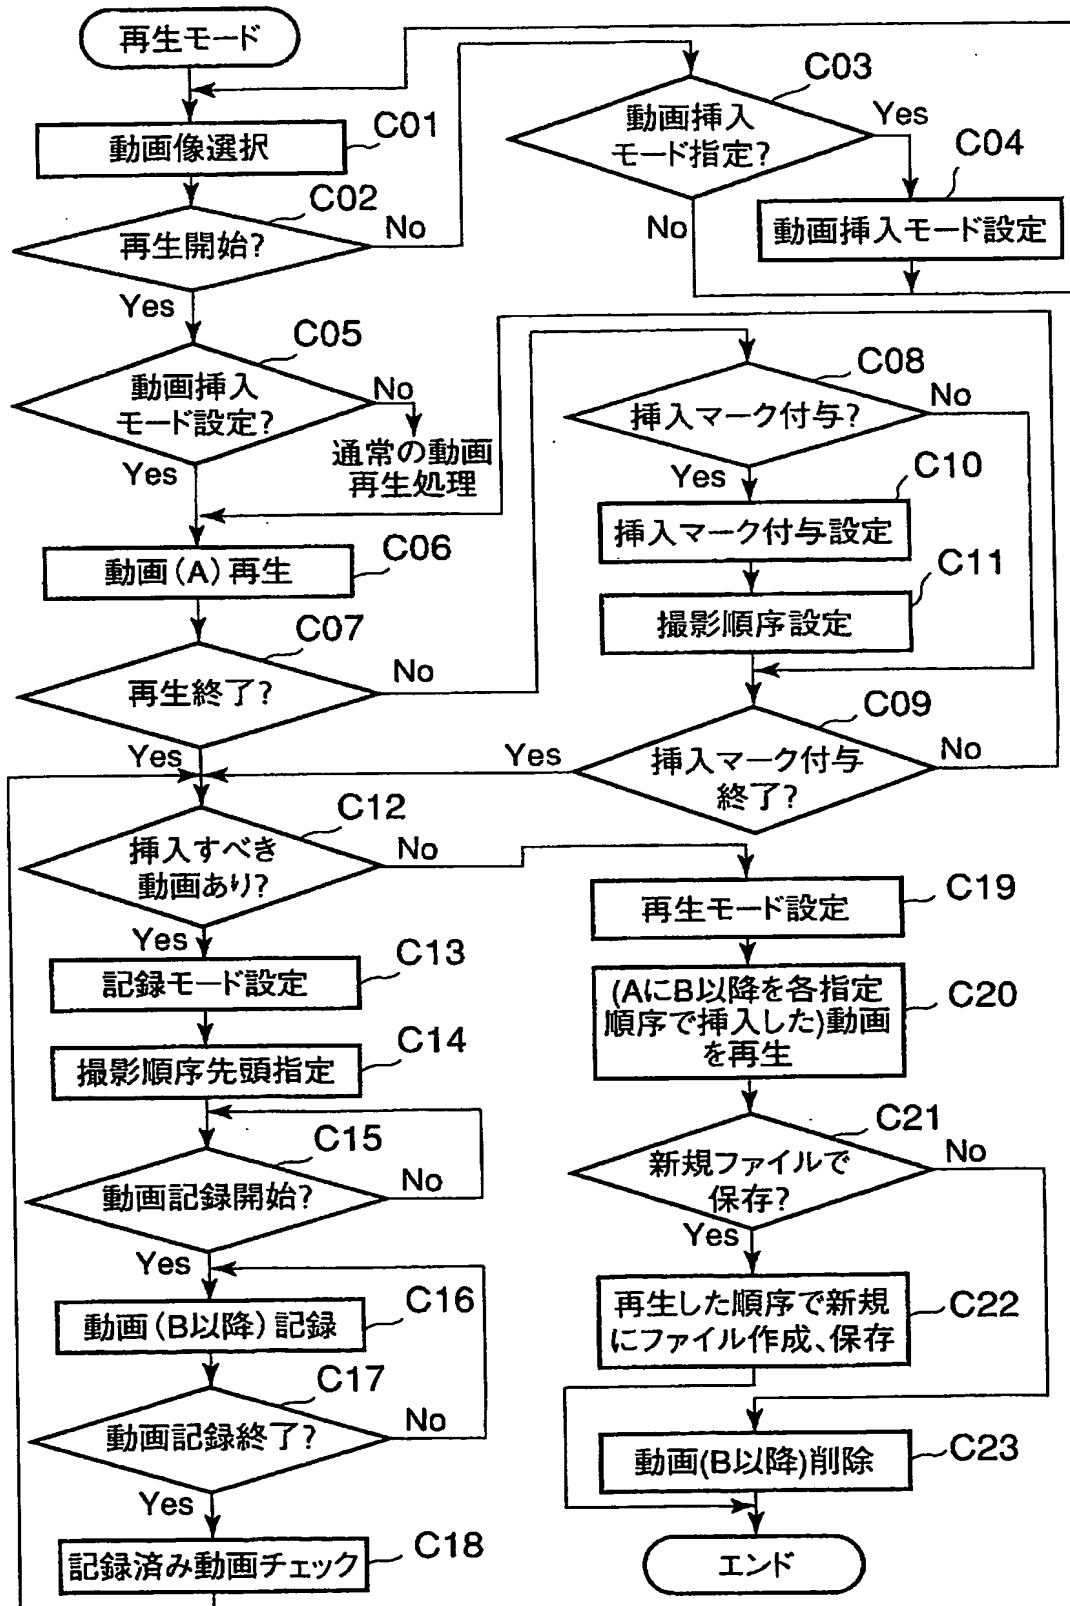 再生モード
動画像選択
C01
C02
再生開始?
No
Yes
C03
動画挿入
モード指定?
Yes
No
C04
動画挿入モード設定
C05
動画挿入
モード設定?
No
通常の動画
再生処理
Yes
動画(A)再生
C06
C07
再生終了?
No
Yes
C08
挿入マーク付与?
No
Yes
C10
挿入マーク付与設定
C11
撮影順序設定
C09
挿入マーク付与
終了?
No
Yes
C12
挿入すべき
動画あり?
No
Yes
記録モード設定
C13
撮影順序先頭指定
C14
C15
動画記録開始?
No
Yes
動画(B以降)記録
C16
C17
動画記録終了?
No
Yes
記録済み動画チェック
C18
再生モード設定
C19
(AにB以降を各指定
順序で挿入した)動画
を再生
C20
C21
新規ファイルで
保存?
No
Yes
再生した順序で新規
にファイル作成、保存
C22
動画(B以降)削除
C23
エンド